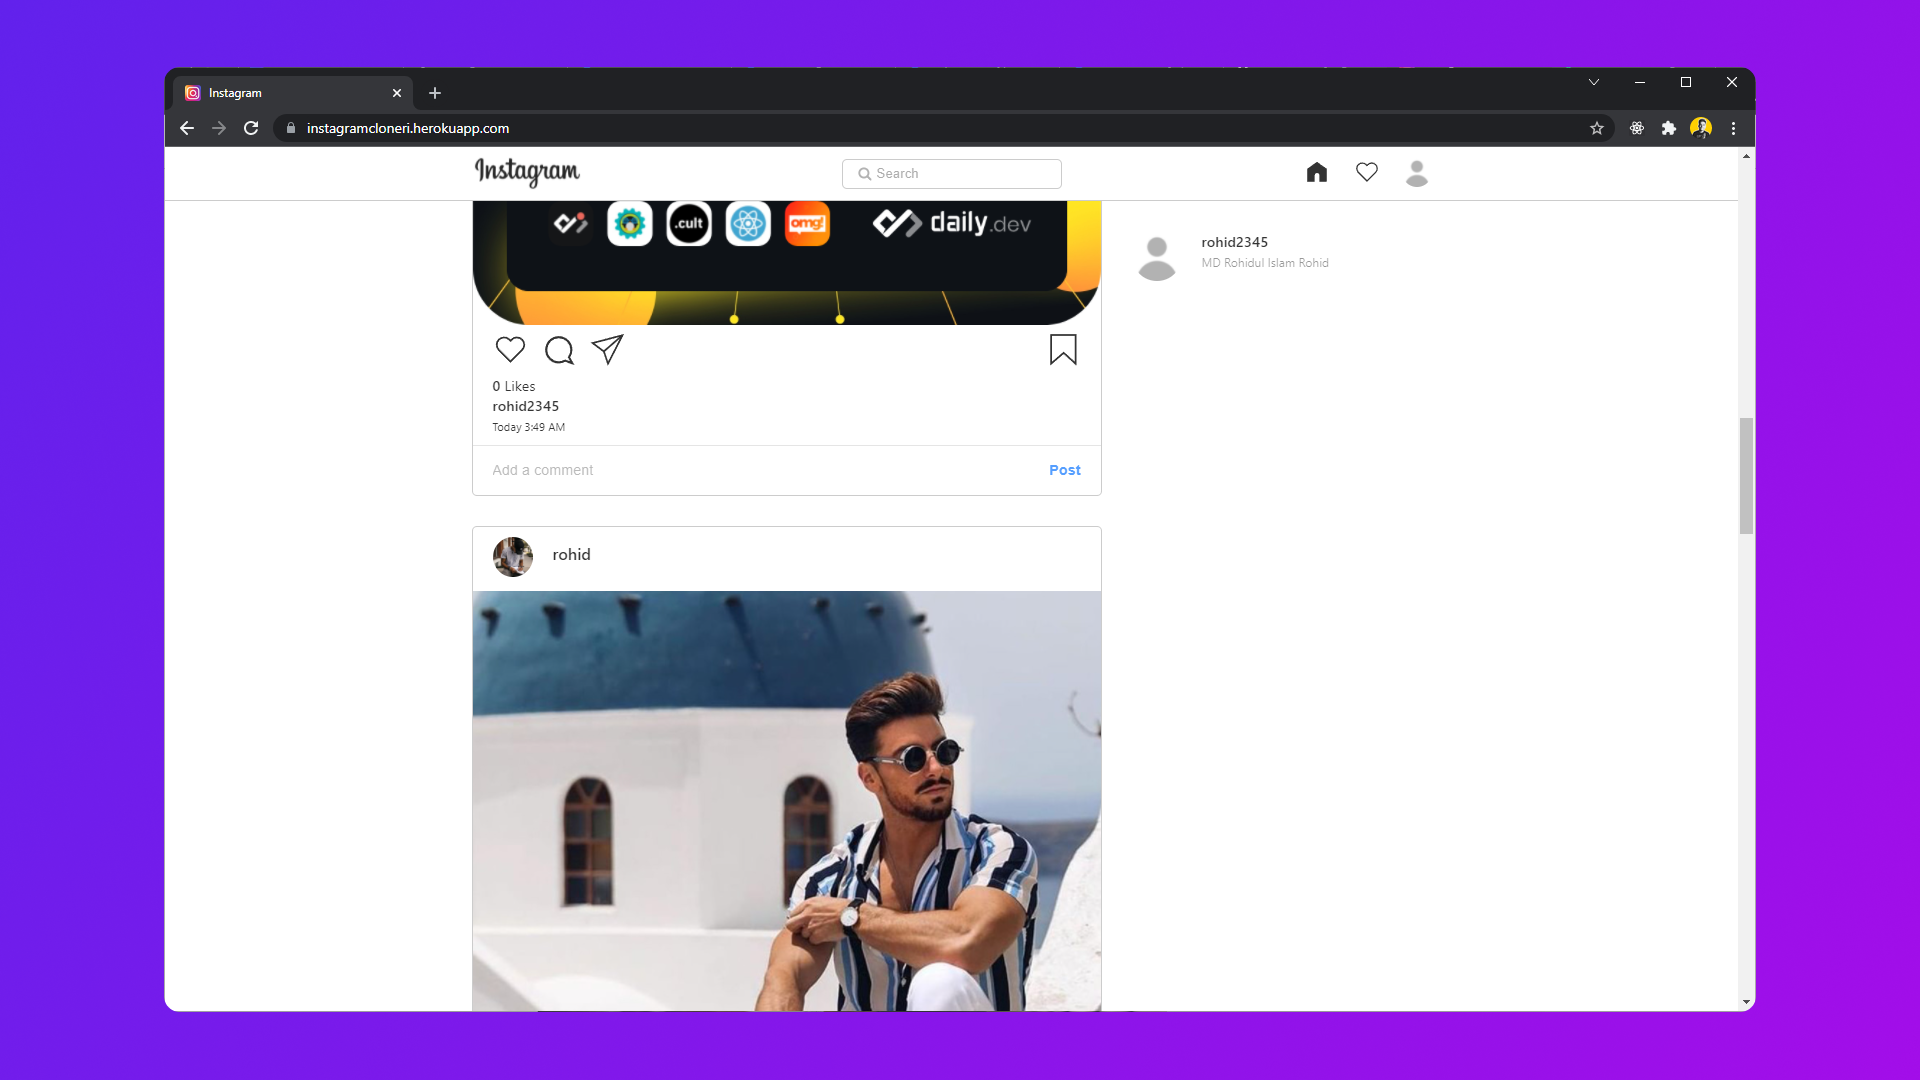 Instagram
instagramcloneri.herokuapp.com
Instagram
Search
.cult
omg!
daily.dev
rohid2345
MD Rohidul Islam Rohid
0 Likes
rohid2345
Today 3:49 AM
Add a comment
Post
rohid